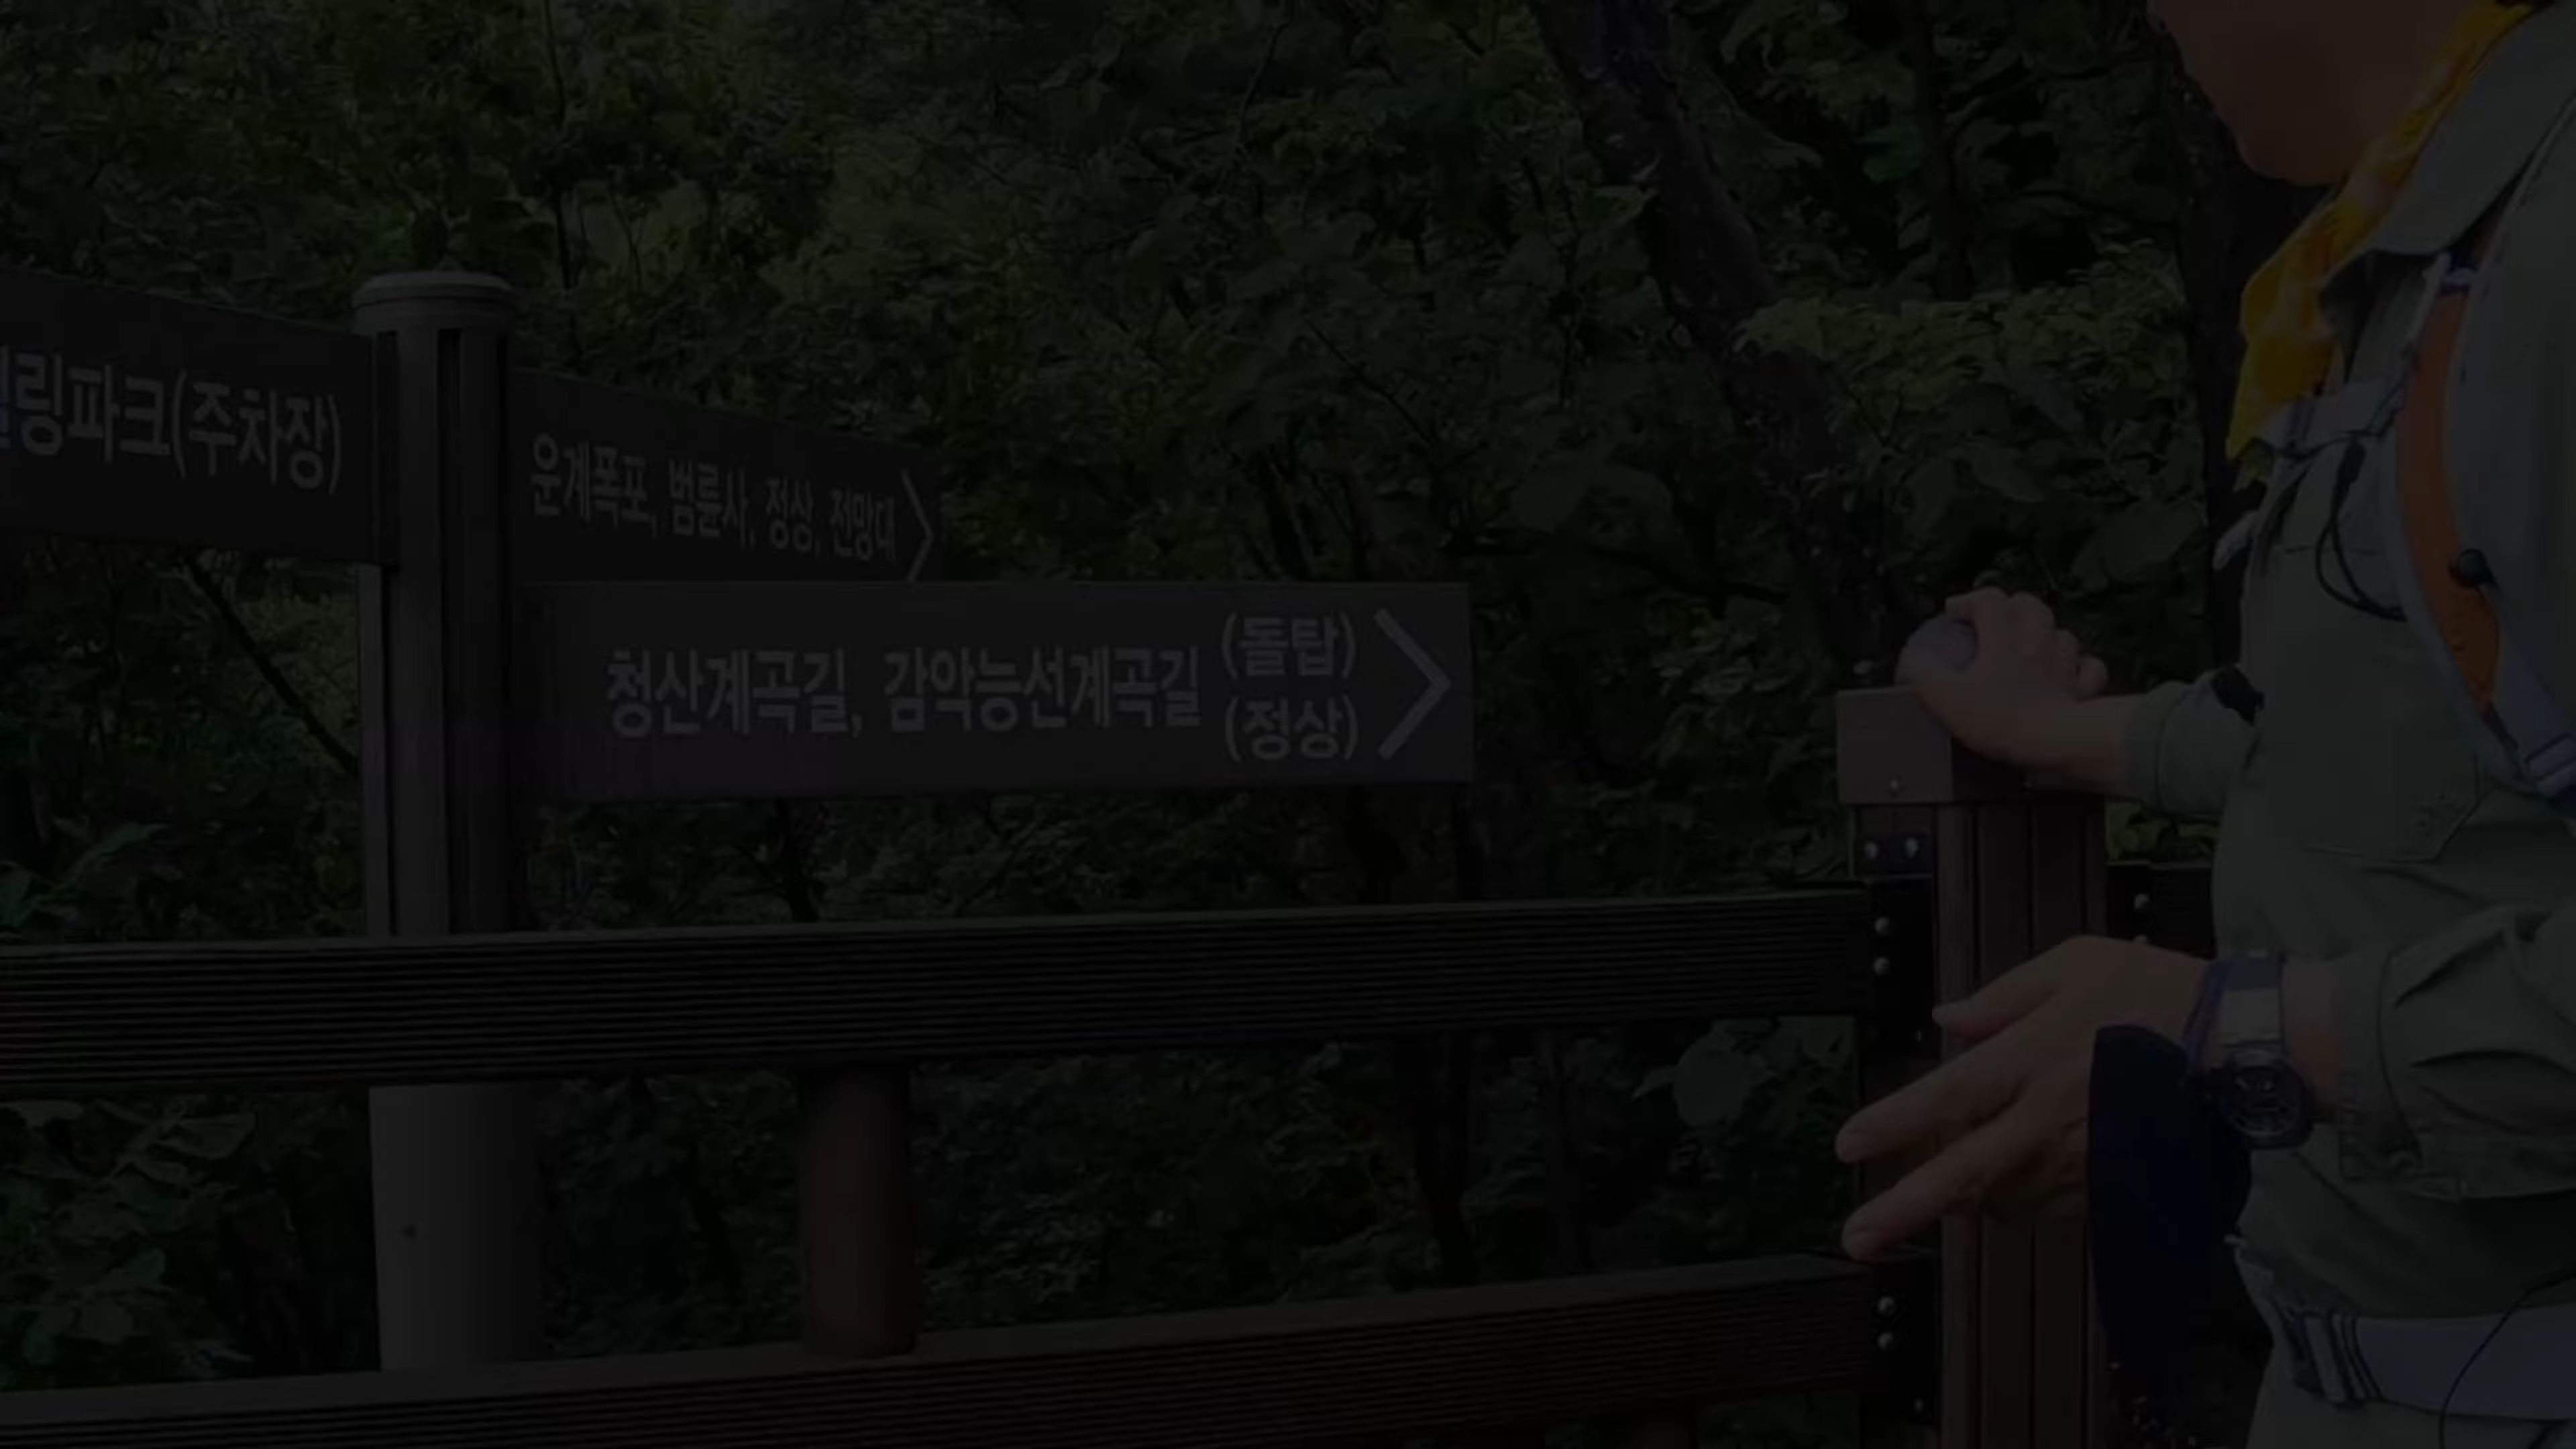 링파크(주차장)
운계폭포, 범륜사, 정상, 전망대
청산계곡길, 감악능선계곡길 (돌탑)
(정상)